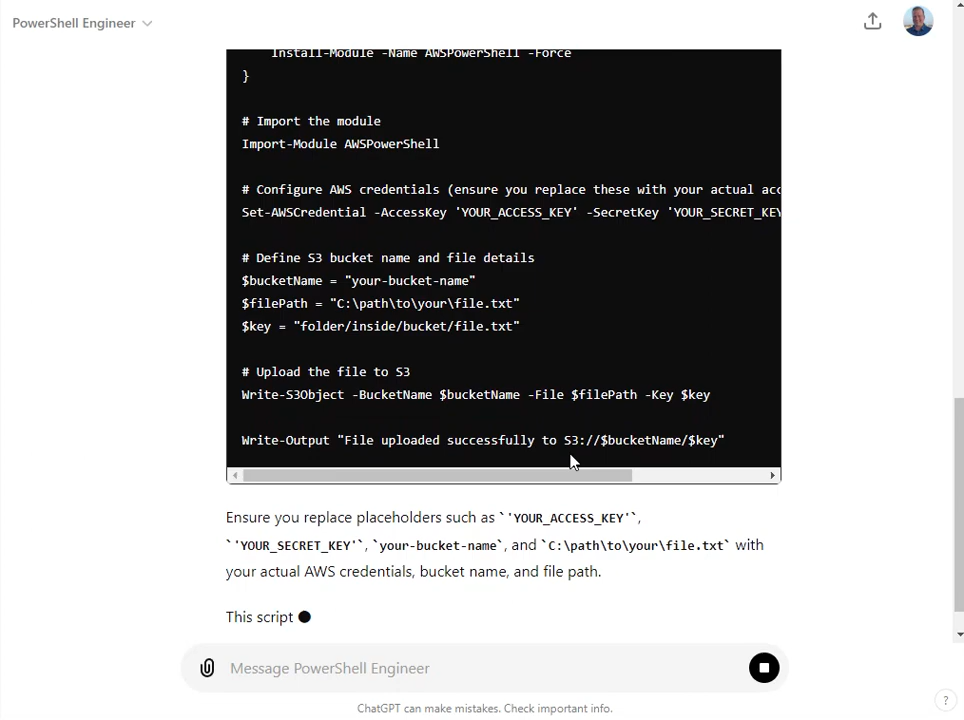 PowerShell Engineer
Install-Module -Name AWSPowerShell -Force
}
# Import the module
Import-Module AWSPowerShell
# Configure AWS credentials (ensure you replace these with your actual acc
Set-AWSCredential -AccessKey 'YOUR_ACCESS_KEY' -SecretKey 'YOUR_SECRET_KEY
# Define S3 bucket name and file details
$bucketName = "your-bucket-name"
$filePath = "C:\path\to\your\file.txt"
$key = "folder/inside/bucket/file.txt"
# Upload the file to S3
Write-S3Object -BucketName $bucketName -File $filePath -Key $key
Write-Output "File uploaded successfully to S3://$bucketName/$key"
Ensure you replace placeholders such as `'YOUR_ACCESS_KEY'`,
`'YOUR_SECRET_KEY'`, `your-bucket-name`, and `C:\path\to\your\file.txt` with
your actual AWS credentials, bucket name, and file path.
This script
Message PowerShell Engineer
ChatGPT can make mistakes. Check important info.
?